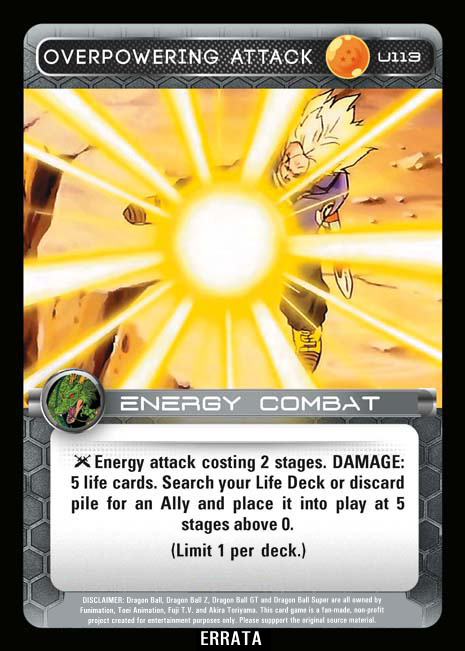 OVERPOWERING ATTACK U113
ENERGY COMBAT
Energy attack costing 2 stages. DAMAGE:
5 life cards. Search your Life Deck or discard
pile for an Ally and place it into play at 5
stages above 0.
(Limit 1 per deck.)
DISCLAIMER: Dragon Ball, Dragon Ball Z, Dragon Ball GT and Dragon Ball Super are all owned by
Funimation, Toei Animation, Fuji T.V. and Akira Toriyama. This card game is a fan-made, non-profit
project created for entertainment purposes only. Please suppport the original source material.
ERRATA